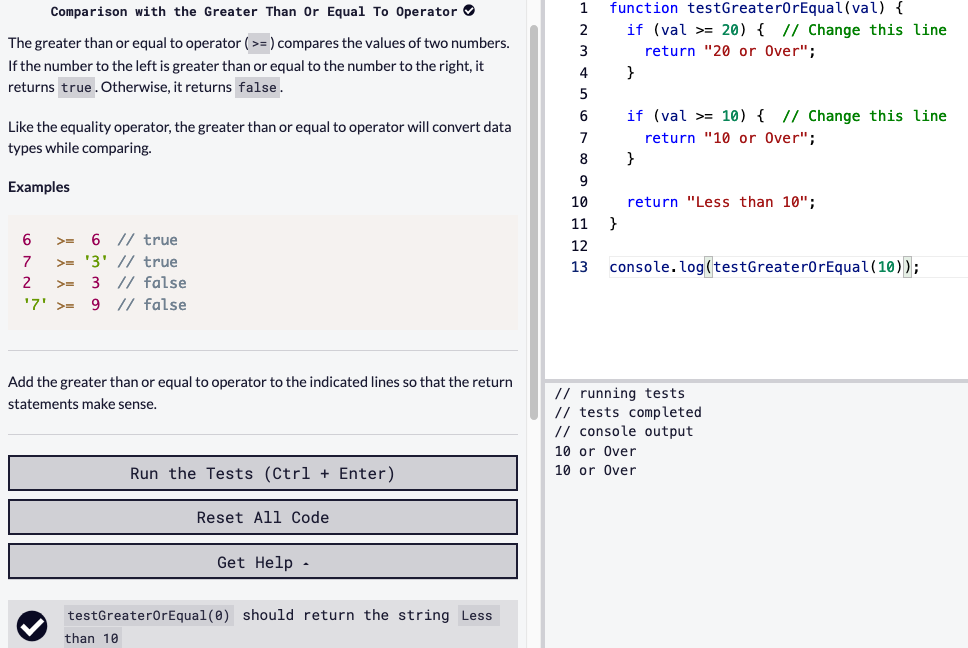 Comparison with the Greater Than Or Equal To Operator
The greater than or equal to operator ( >= ) compares the values of two numbers.
If the number to the left is greater than or equal to the number to the right, it
returns true . Otherwise, it returns false .
Like the equality operator, the greater than or equal to operator will convert data
types while comparing.
Examples
6 >= 6 // true
7 >= '3' // true
2 >= 3 // false
'7' >= 9 // false
Add the greater than or equal to operator to the indicated lines so that the return
statements make sense.
Run the Tests (Ctrl + Enter)
Reset All Code
Get Help
testGreaterOrEqual(0) should return the string Less
than 10
1 function testGreaterOrEqual(val) {
2 if (val >= 20) { // Change this line
3 return "20 or Over";
4 }
5
6 if (val >= 10) { // Change this line
7 return "10 or Over";
8 }
9
10 return "Less than 10";
11 }
12
13 console.log(testGreaterOrEqual(10));
// running tests
// tests completed
// console output
10 or Over
10 or Over